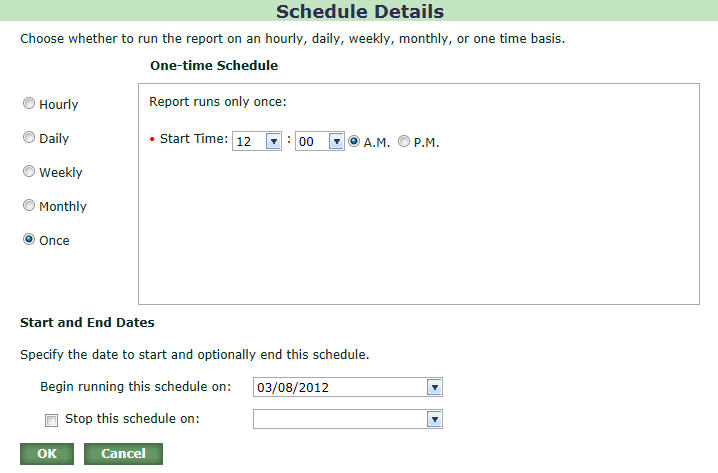 Schedule Details
Choose whether to run the report on an hourly, daily, weekly, monthly, or one time basis.
One-time Schedule
Hourly
Daily
Weekly
Monthly
Once
Report runs only once:
• Start Time: 12 : 00 A.M. P.M.
Start and End Dates
Specify the date to start and optionally end this schedule.
Begin running this schedule on: 03/08/2012
Stop this schedule on:
OK Cancel